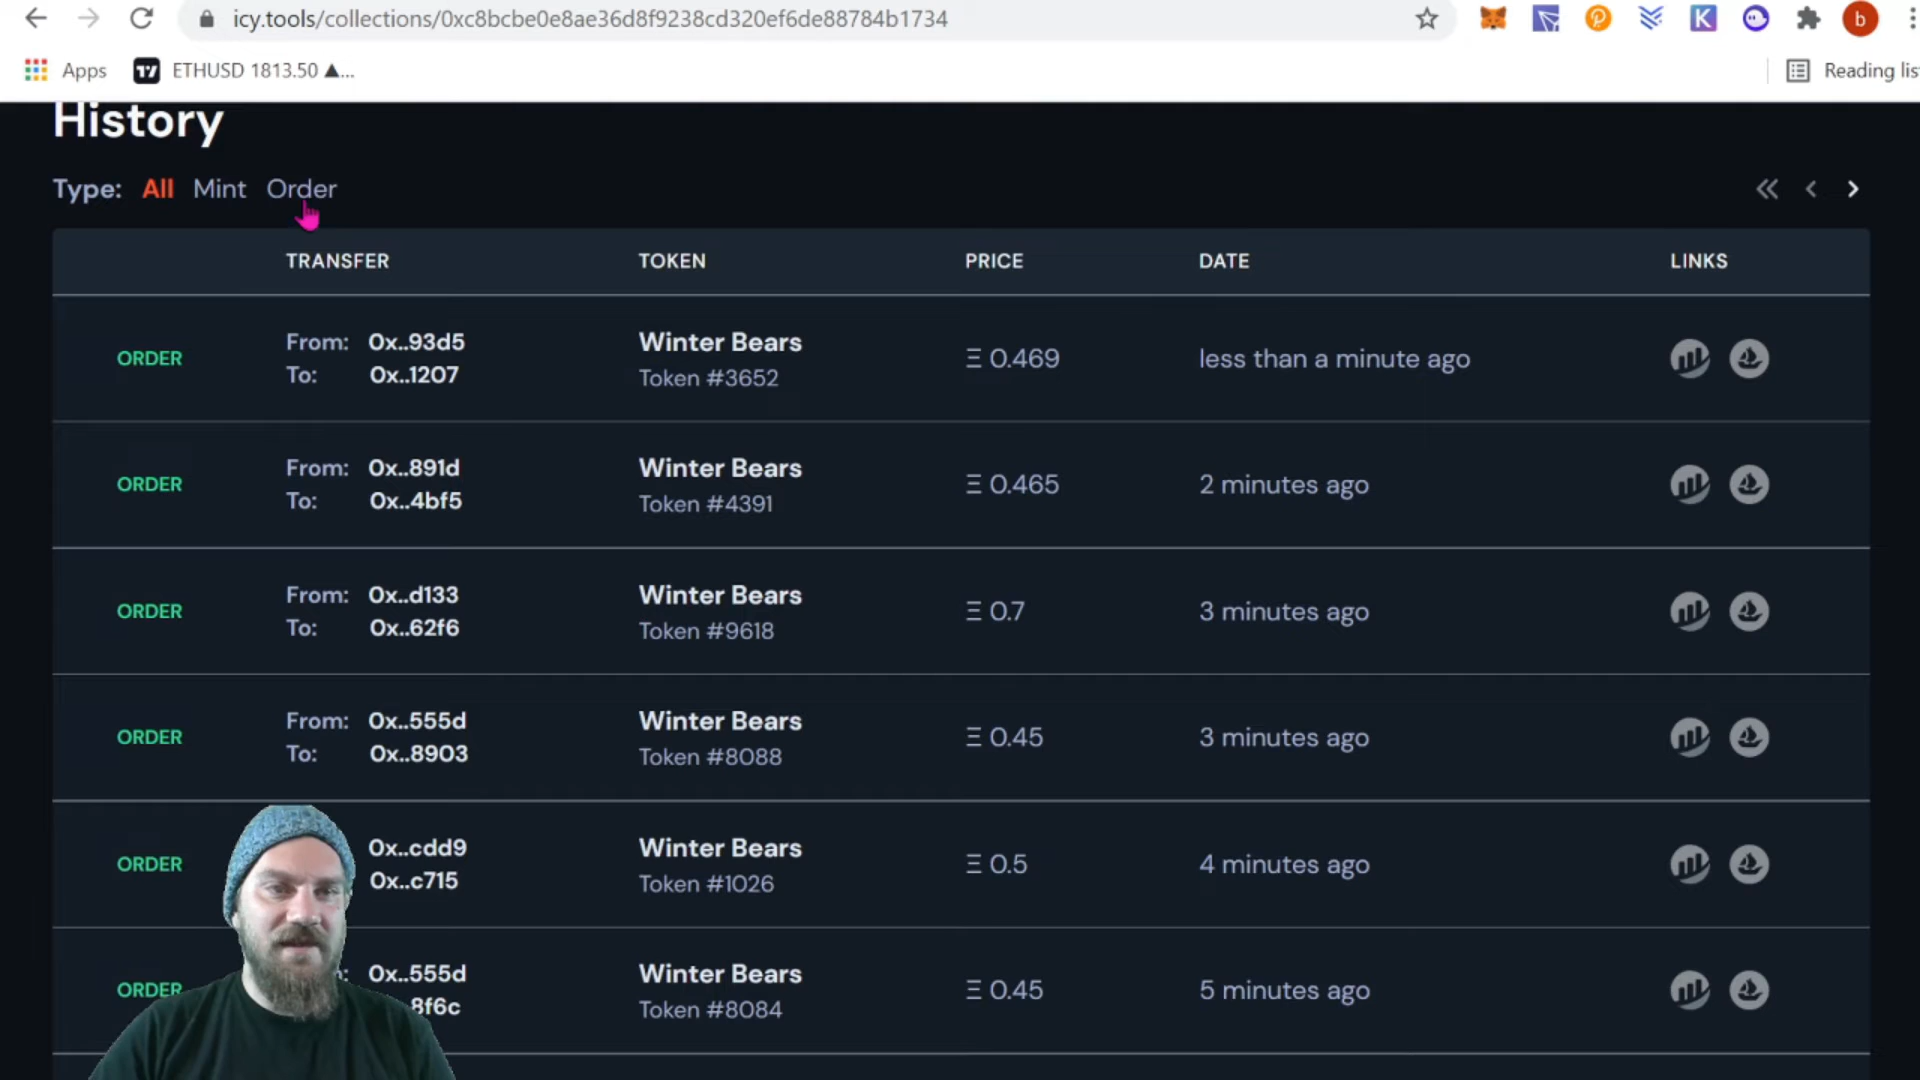 icy.tools/collections/0xc8bcbe0e8ae36d8f9238cd320ef6de88784b1734
K
b
Apps
ETHUSD 1813.50 ▲...
Reading lis
History
Type: All Mint Order
TRANSFER TOKEN PRICE DATE LINKS
ORDER From: 0x..93d5 Winter Bears Ξ 0.469 less than a minute ago
To: 0x..1207 Token #3652
ORDER From: 0x..891d Winter Bears Ξ 0.465 2 minutes ago
To: 0x..4bf5 Token #4391
ORDER From: 0x..d133 Winter Bears Ξ 0.7 3 minutes ago
To: 0x..62f6 Token #9618
ORDER From: 0x..555d Winter Bears Ξ 0.45 3 minutes ago
To: 0x..8903 Token #8088
ORDER 0x..cdd9 Winter Bears Ξ 0.5 4 minutes ago
0x..c715 Token #1026
ORDER 0x..555d Winter Bears Ξ 0.45 5 minutes ago
8f6c Token #8084